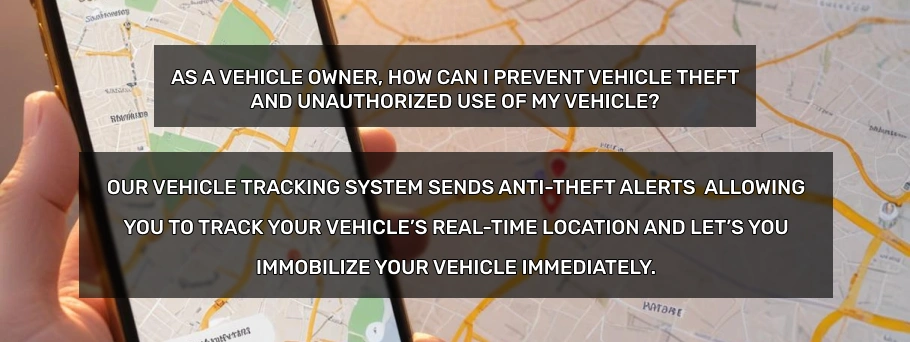 AS A VEHICLE OWNER, HOW CAN I PREVENT VEHICLE THEFT
AND UNAUTHORIZED USE OF MY VEHICLE?
OUR VEHICLE TRACKING SYSTEM SENDS ANTI-THEFT ALERTS ALLOWING
YOU TO TRACK YOUR VEHICLE'S REAL-TIME LOCATION AND LET'S YOU
IMMOBILIZE YOUR VEHICLE IMMEDIATELY.